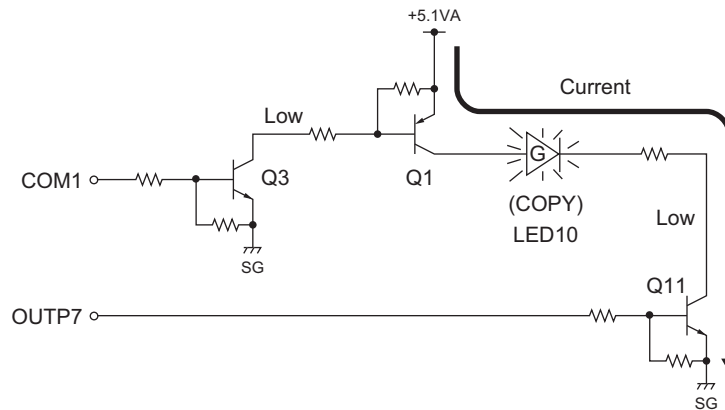 +5.1VA
Current
Low
COM1
Q3
Q1
G
(COPY)
LED10
SG
Low
Q11
OUTP7
SG